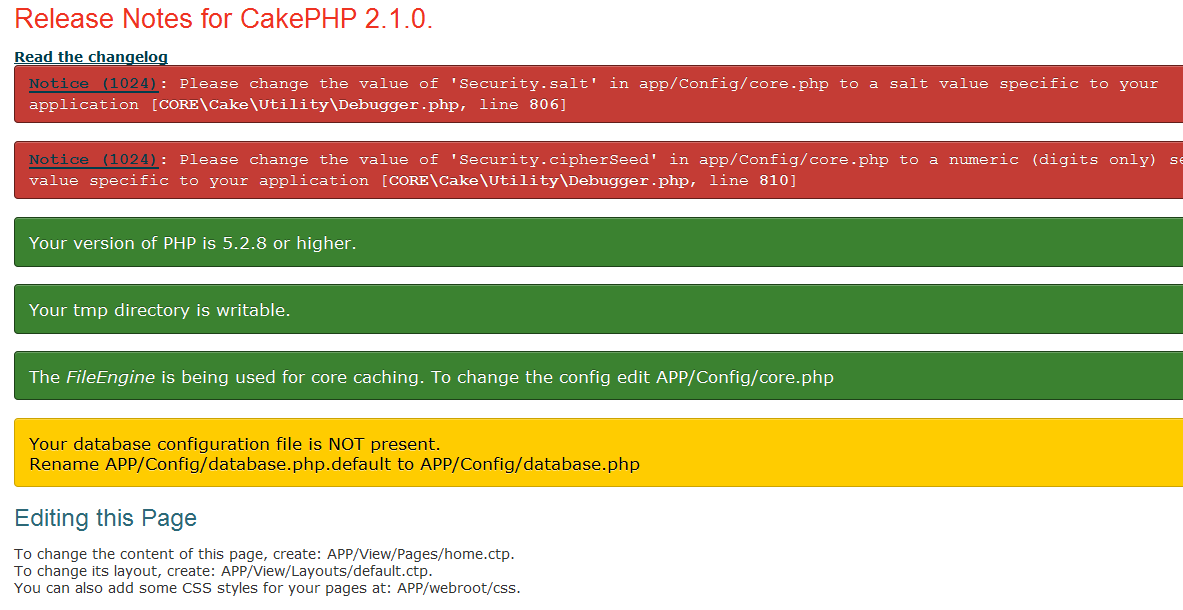 Release Notes for CakePHP 2.1.0.
Read the changelog
Notice (1024): Please change the value of 'Security.salt' in app/Config/core.php to a salt value specific to your
application [CORE\Cake\Utility\Debugger.php, line 806]
Notice (1024): Please change the value of 'Security.cipherSeed' in app/Config/core.php to a numeric (digits only) se
value specific to your application [CORE\Cake\Utility\Debugger.php, line 810]
Your version of PHP is 5.2.8 or higher.
Your tmp directory is writable.
The FileEngine is being used for core caching. To change the config edit APP/Config/core.php
Your database configuration file is NOT present.
Rename APP/Config/database.php.default to APP/Config/database.php
Editing this Page
To change the content of this page, create: APP/View/Pages/home.ctp.
To change its layout, create: APP/View/Layouts/default.ctp.
You can also add some CSS styles for your pages at: APP/webroot/css.